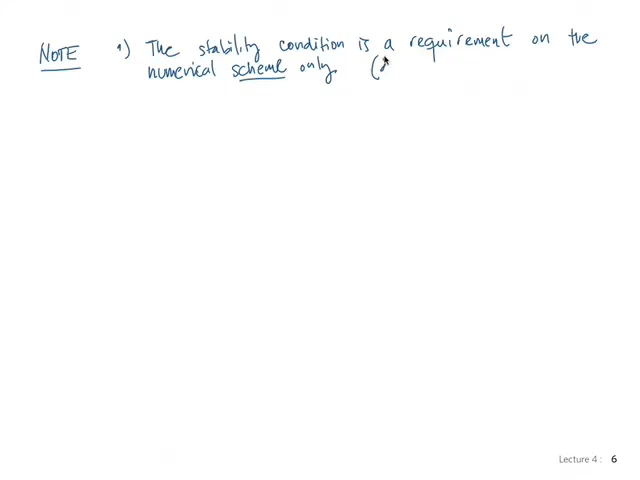 NOTE 1) The stability condition is a requirement on the
numerical scheme only (
Lecture 4 : 6